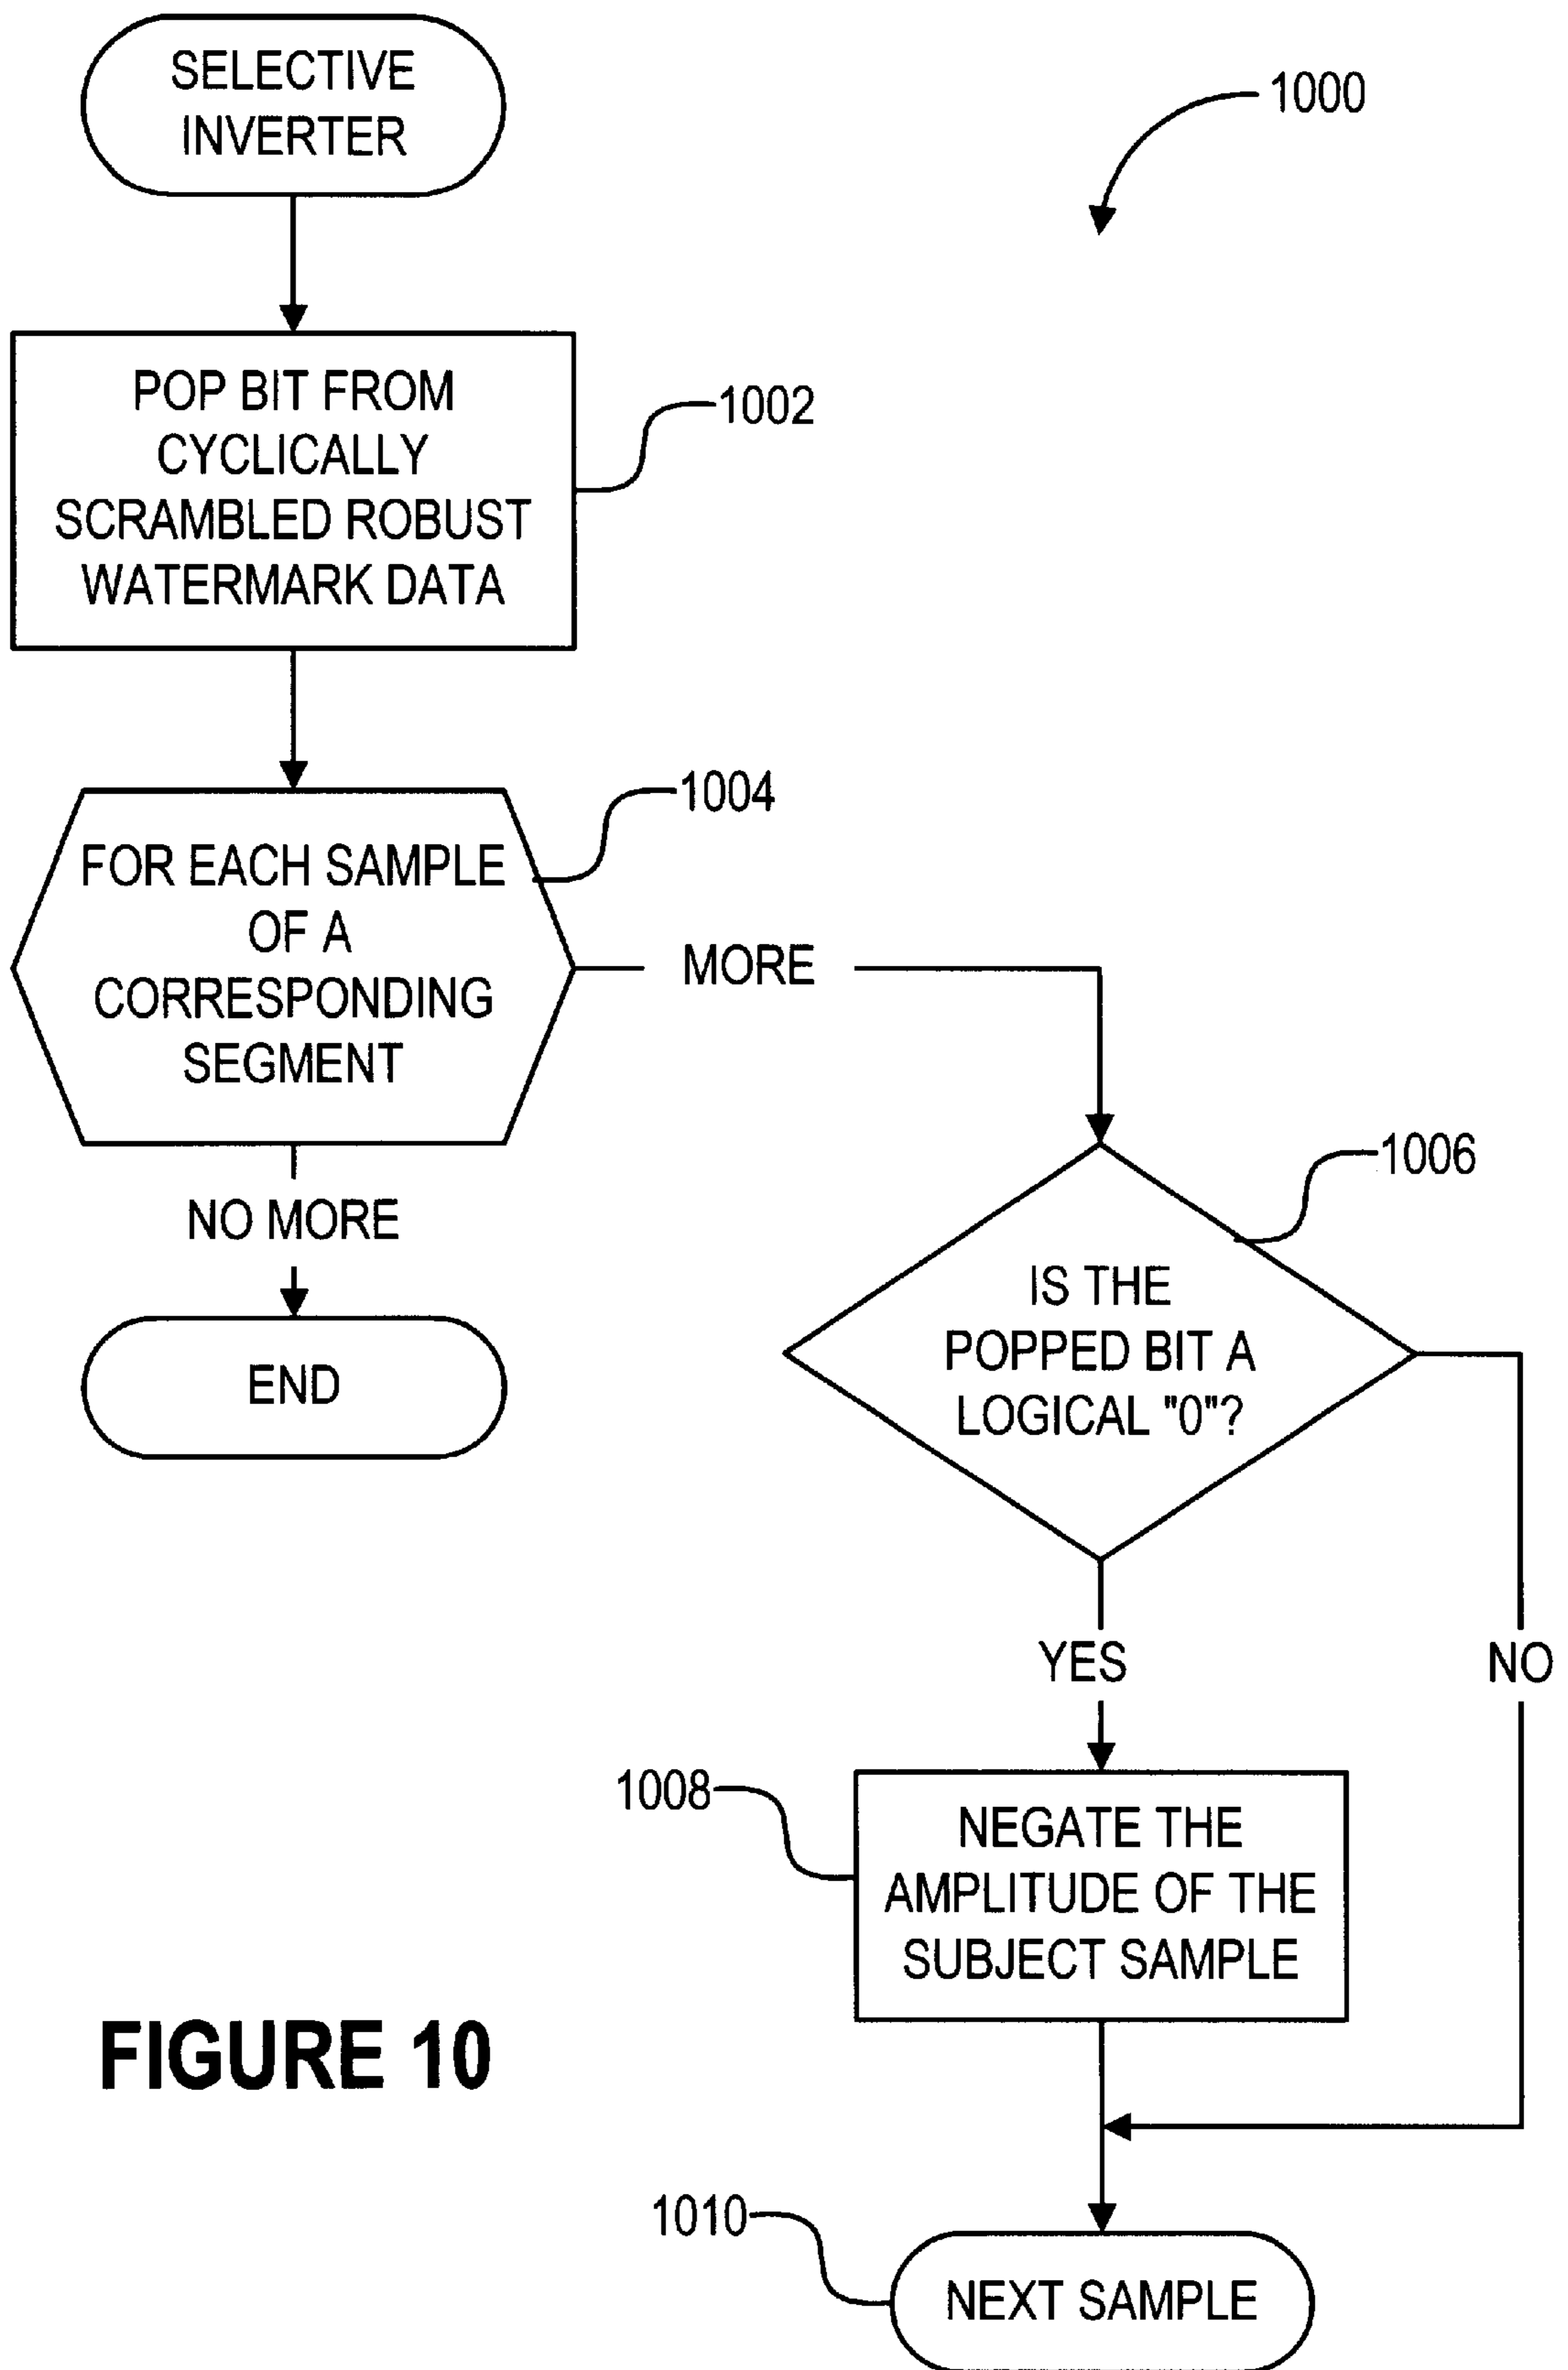 SELECTIVE
INVERTER
1000
POP BIT FROM
CYCLICALLY
SCRAMBLED ROBUST
WATERMARK DATA
1002
FOR EACH SAMPLE
OF A
CORRESPONDING
SEGMENT
1004
MORE
NO MORE
END
1006
IS THE
POPPED BIT A
LOGICAL "0"?
YES
NO
1008
NEGATE THE
AMPLITUDE OF THE
SUBJECT SAMPLE
1010
NEXT SAMPLE
FIGURE 10